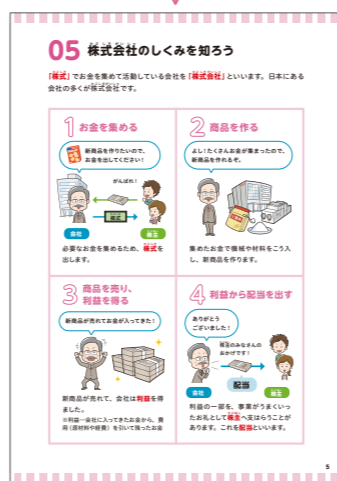 05 株式会社のしくみを知ろう
「株式」でお金を集めて活動している会社を「株式会社」といいます。日本にある
会社の多くが株式会社です。
1 お金を集める
新商品を作りたいので、
お金を出してください！
がんばれ！
株式
会社
株主
必要なお金を集めるため、株式を
出します。
2 商品を作る
よし！たくさんお金が集まったので、
新商品を作れるぞ。
集めたお金で機械や材料をこう入
し、新商品を作ります。
3 商品を売り、
利益を得る
新商品が売れてお金が入ってきた！
新商品が売れて、会社は利益を得
ました。
※利益…会社に入ってきたお金から、費
用（原材料や経費）を引いて残ったお金
4 利益から配当を出す
ありがとう
ございました！
株主のみなさんの
おかげです！
配当
会社
株主
利益の一部を、事業がうまくいっ
たお礼として株主へ支はらうことが
あります。これを配当といいます。
5